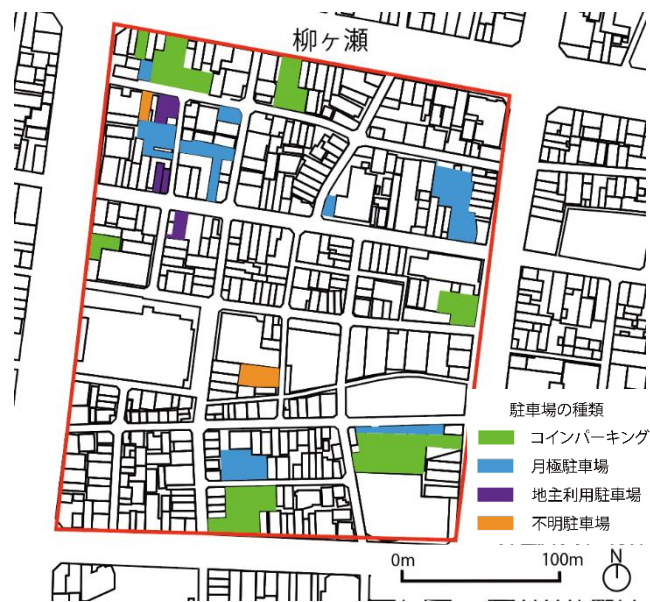 柳ヶ瀬
駐車場の種類
コインパーキング
月極駐車場
地主利用駐車場
不明駐車場
0m
100m
N